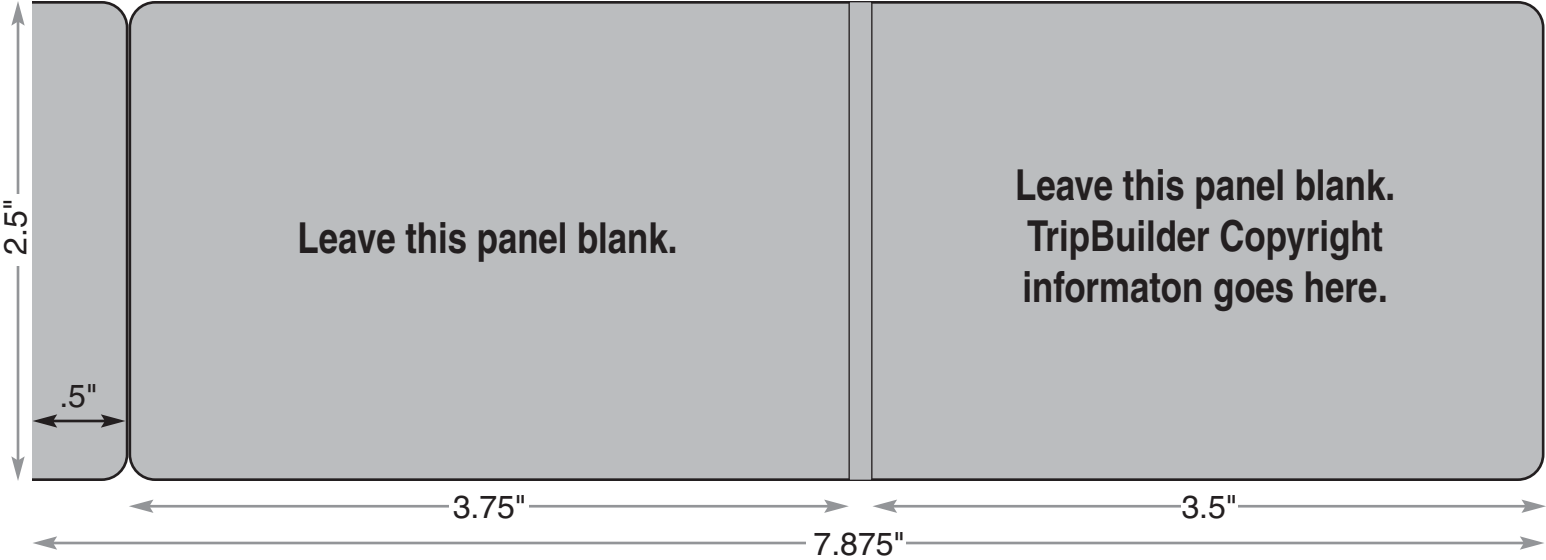 2.5"
.5"
Leave this panel blank.
Leave this panel blank.
TripBuilder Copyright
informaton goes here.
3.75"
3.5"
7.875"